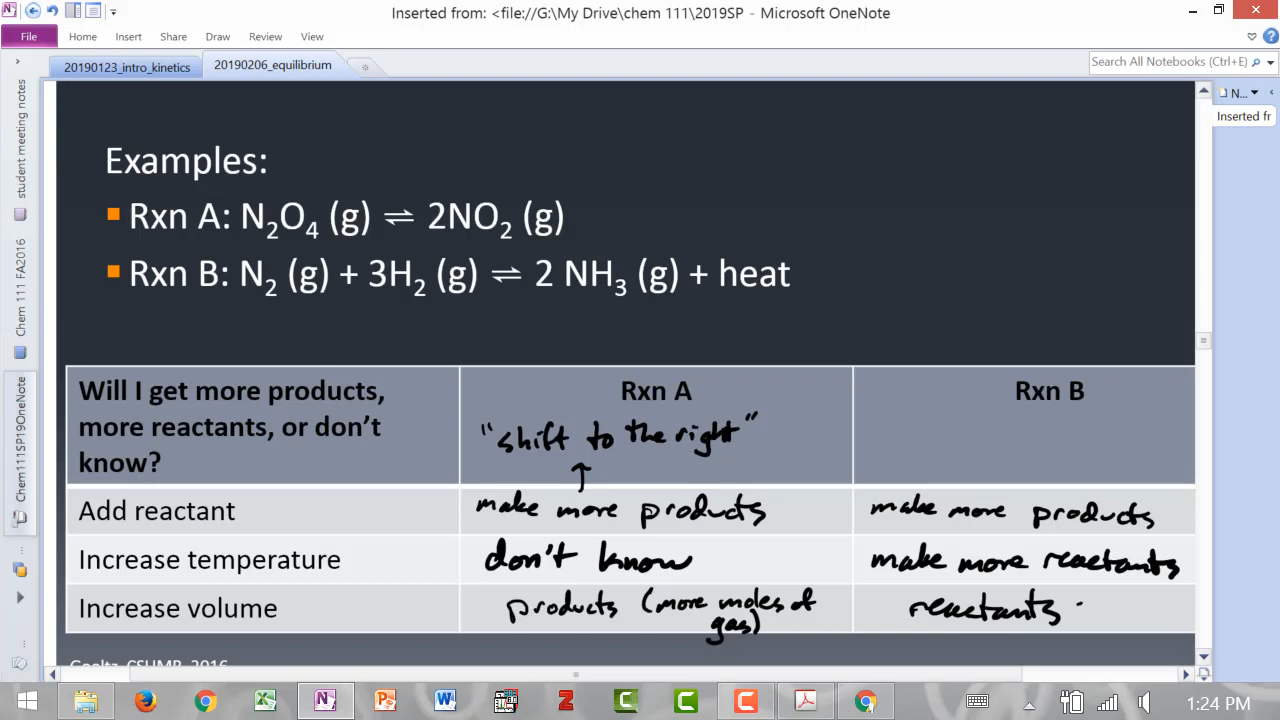 Inserted from: <file://G:\My Drive\chem 111\2019SP - Microsoft OneNote
File Home Insert Share Draw Review View
20190123_intro_kinetics 20190206_equilibrium
Search All Notebooks (Ctrl+E)
N...
Inserted fr
student meeting notes
Chem 111 FA2016
Chem111SP19OneNote
Examples:
Rxn A: N₂O₄ (g) ⇌ 2NO₂ (g)
Rxn B: N₂ (g) + 3H₂ (g) ⇌ 2 NH₃ (g) + heat
Will I get more products,
more reactants, or don't
know?
Rxn A
"shift to the right"
↑
Rxn B
Add reactant make more products make more products
Increase temperature don't know make more reactants
Increase volume products (more moles of
gas) reactants
1:24 PM